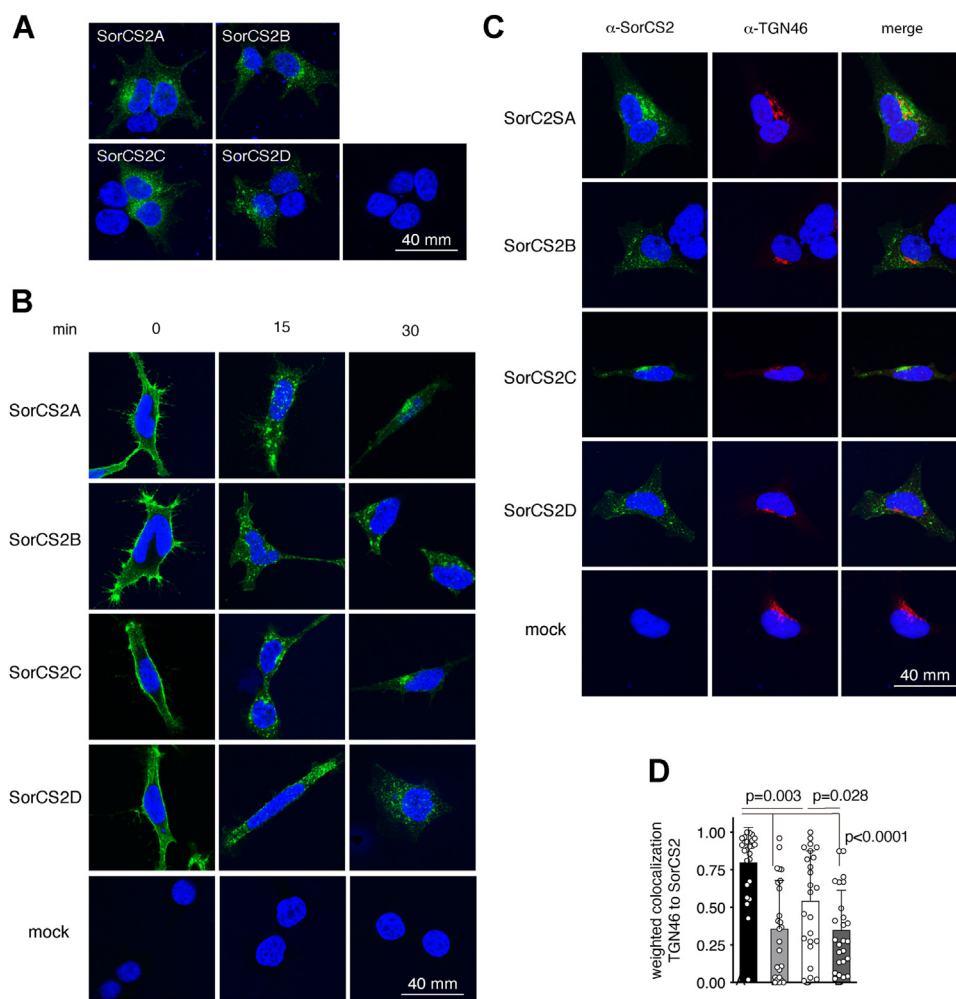 A
SorCS2A
SorCS2B
SorCS2C
SorCS2D
40 mm
B
min
0
15
30
SorCS2A
SorCS2B
SorCS2C
SorCS2D
mock
40 mm
C
α-SorCS2
α-TGN46
merge
SorC2SA
SorCS2B
SorCS2C
SorCS2D
mock
40 mm
D
p=0.003
p=0.028
p<0.0001
weighted colocalization
TGN46 to SorCS2
1.00
0.75
0.50
0.25
0.00